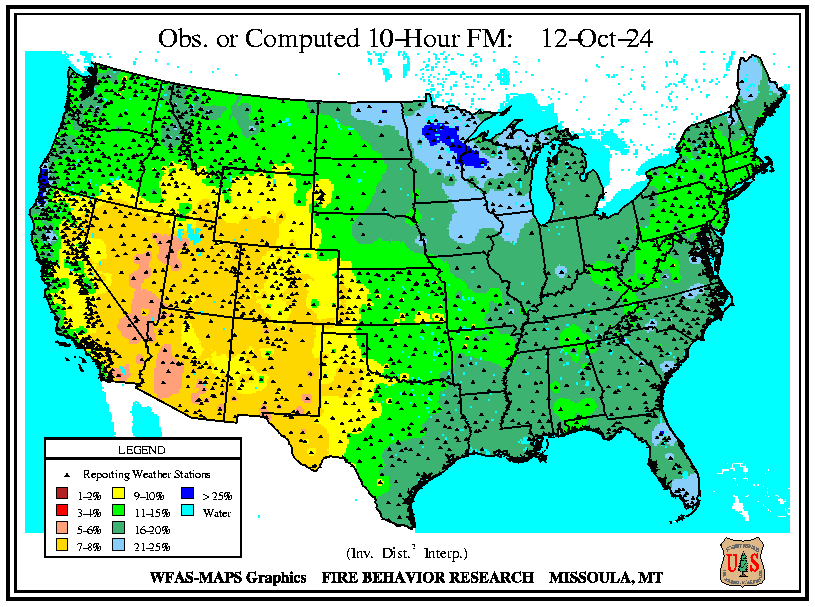 Obs. or Computed 10-Hour FM: 12-Oct-24
LEGEND
Reporting Weather Stations
1-2% 9-10% > 25%
3-4% 11-15% Water
5-6% 16-20%
7-8% 21-25%
(Inv. Dist.² Interp.)
WFAS-MAPS Graphics FIRE BEHAVIOR RESEARCH MISSOULA, MT
U S